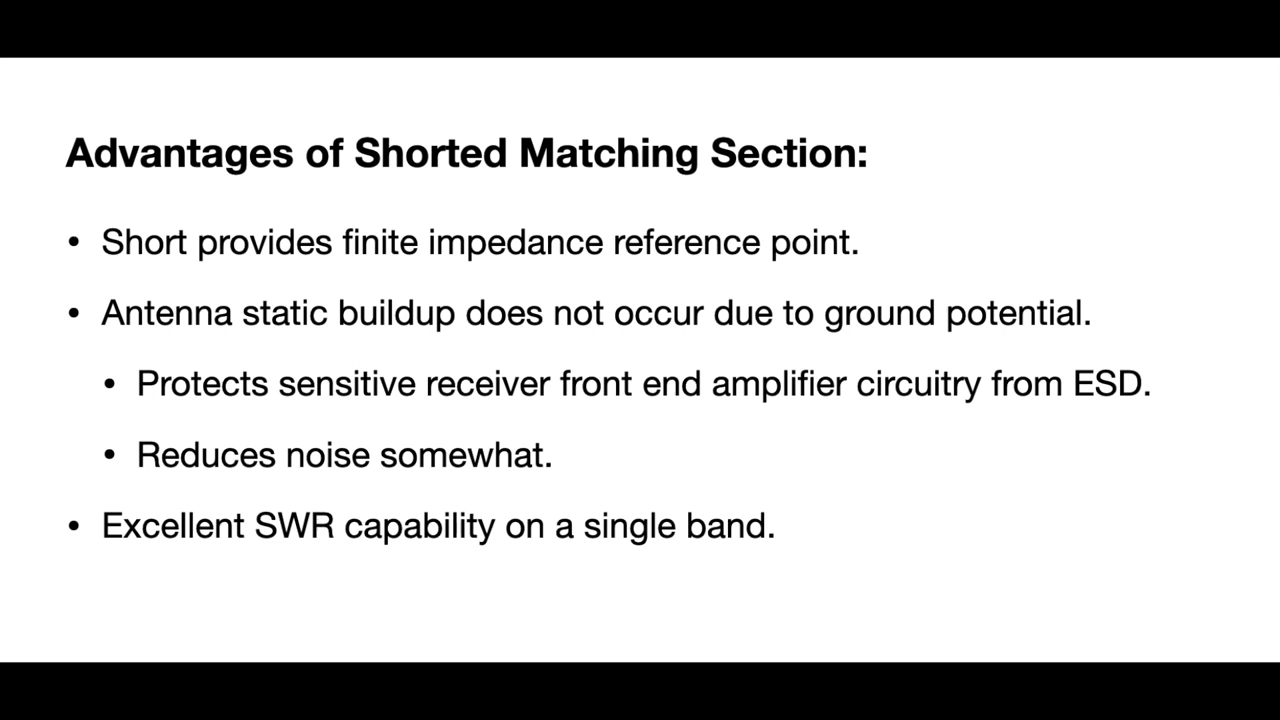 Advantages of Shorted Matching Section:
• Short provides finite impedance reference point.
• Antenna static buildup does not occur due to ground potential.
• Protects sensitive receiver front end amplifier circuitry from ESD.
• Reduces noise somewhat.
• Excellent SWR capability on a single band.